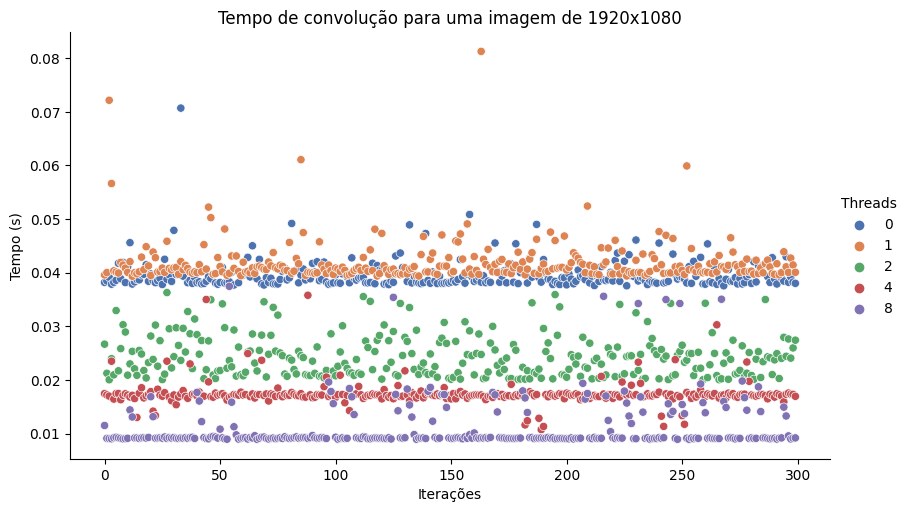 Tempo de convolução para uma imagem de 1920x1080
Tempo (s)
0.08
0.07
0.06
0.05
0.04
0.03
0.02
0.01
0 50 100 150 200 250 300
Iterações
Threads
0
1
2
4
8